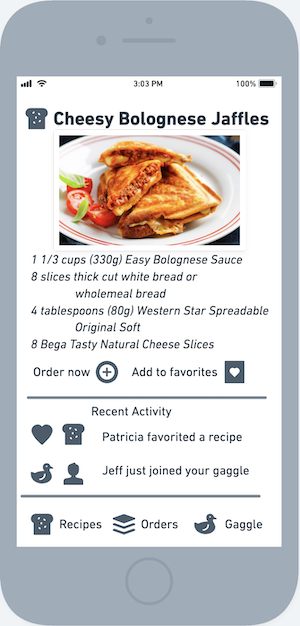 3:03 PM
100%
Cheesy Bolognese Jaffles
1 1/3 cups (330g) Easy Bolognese Sauce
8 slices thick cut white bread or
wholemeal bread
4 tablespoons (80g) Western Star Spreadable
Original Soft
8 Bega Tasty Natural Cheese Slices
Order now Add to favorites
Recent Activity
Patricia favorited a recipe
Jeff just joined your gaggle
Recipes Orders Gaggle